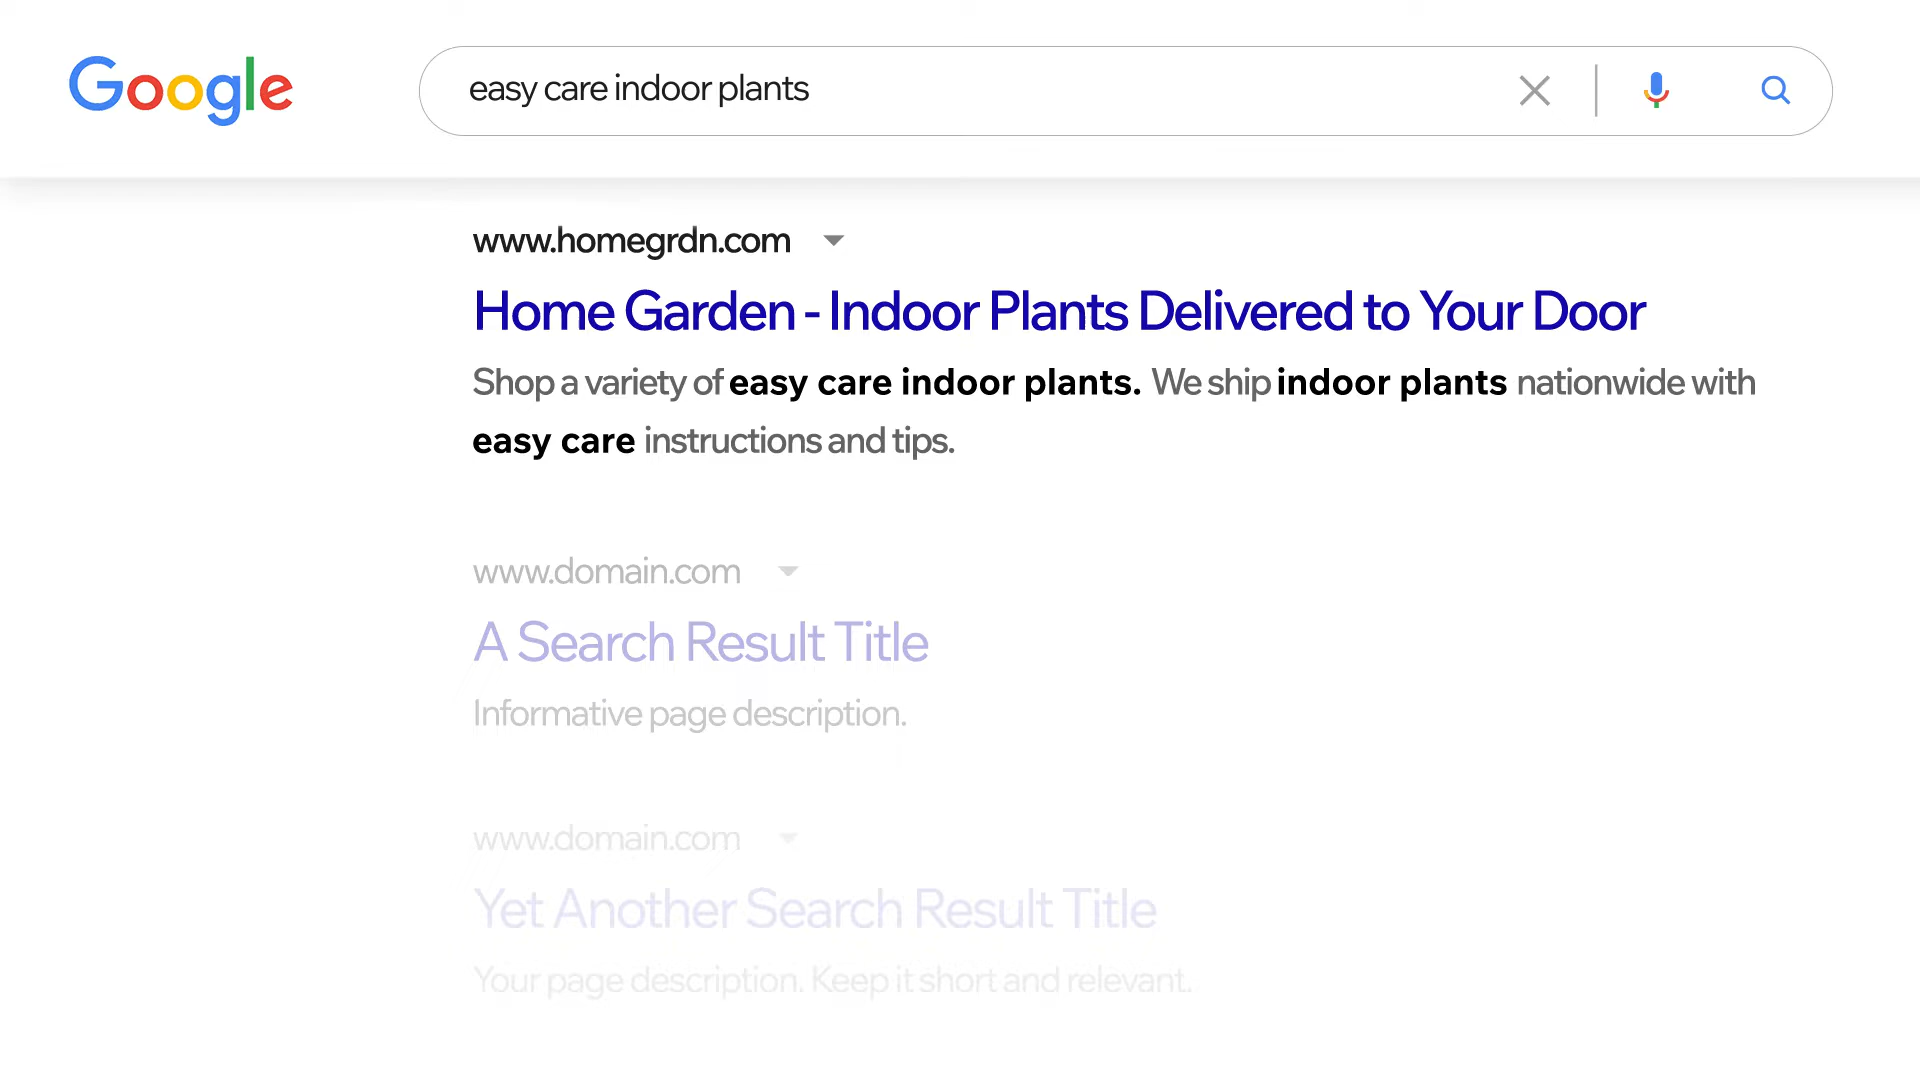 Google
easy care indoor plants
www.homegrdn.com
Home Garden - Indoor Plants Delivered to Your Door
Shop a variety of easy care indoor plants. We ship indoor plants nationwide with
easy care instructions and tips.
www.domain.com
A Search Result Title
Informative page description.
www.domain.com
Yet Another Search Result Title
Your page description. Keep it short and relevant.